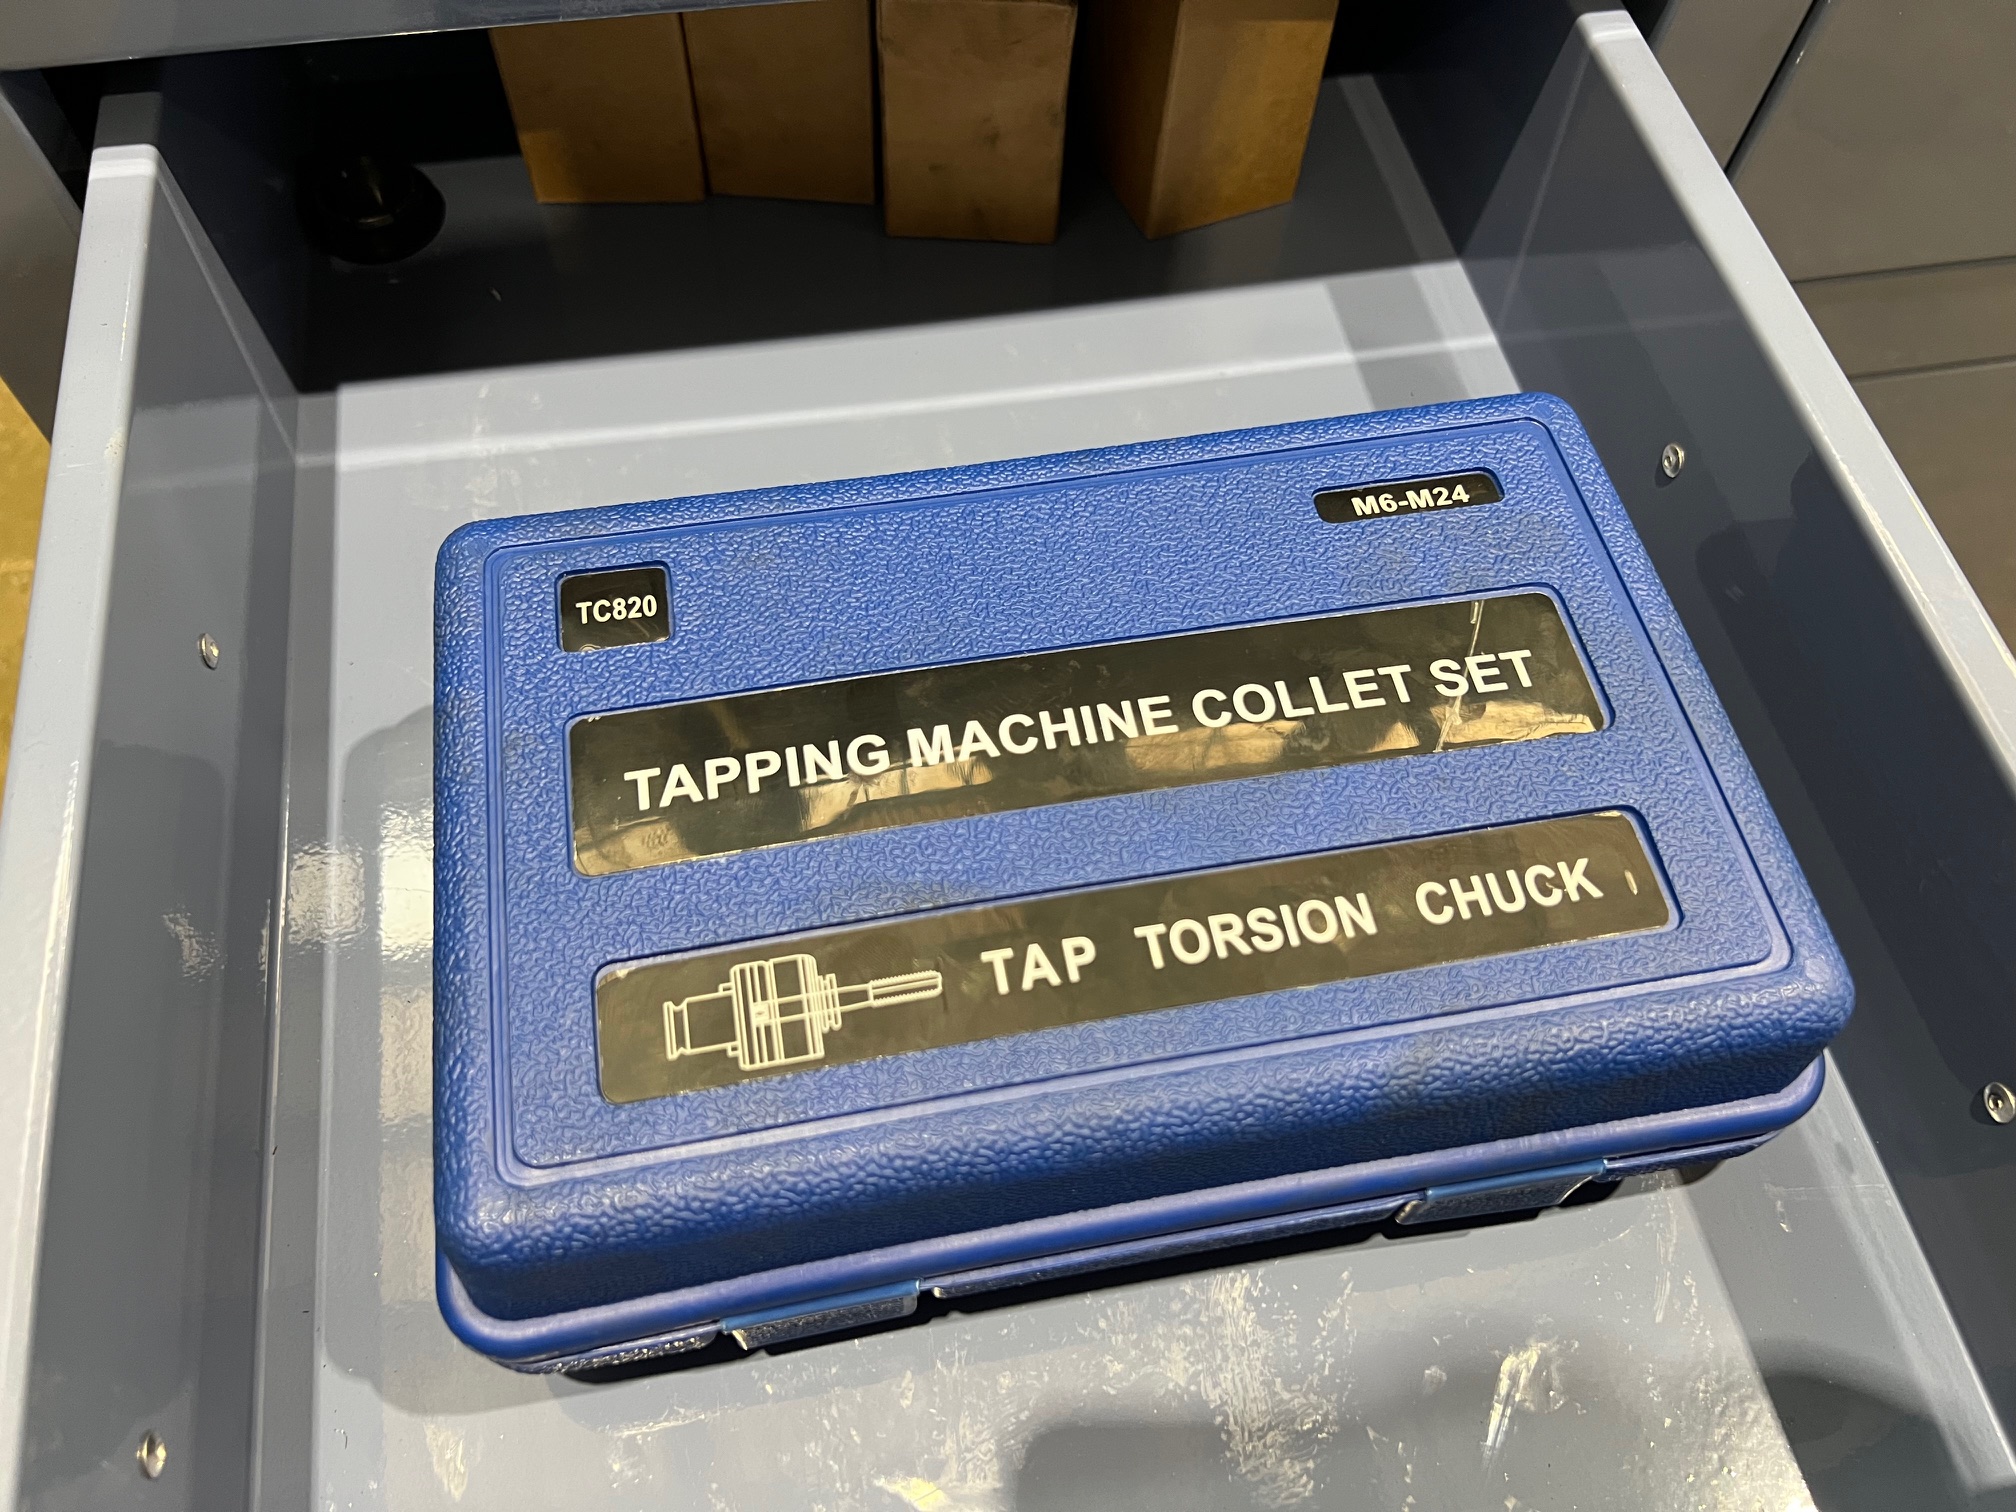 M6-M24
TC820
TAPPING MACHINE COLLET SET
TAP TORSION CHUCK